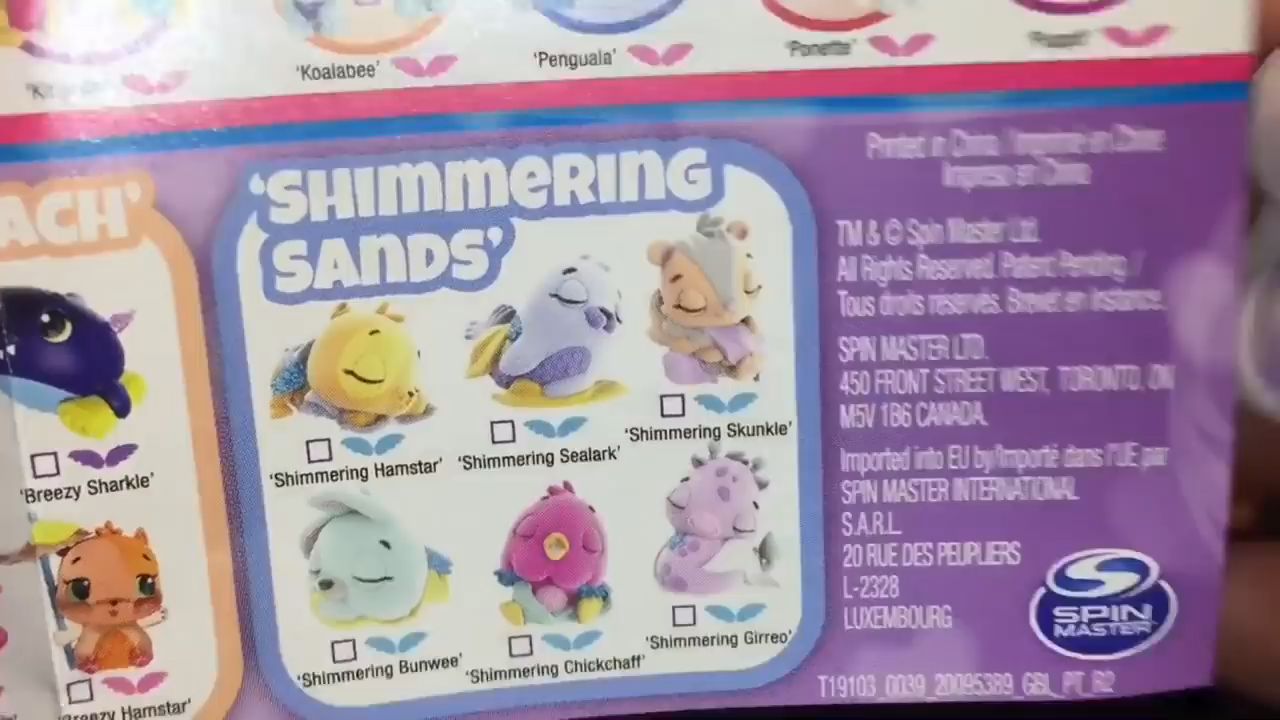 'Koalabee'
'Penguala'
'Ponette'
ACH'
'Breezy Sharkle'
'Breezy Hamstar'
'SHIMMERING
SANDS'
'Shimmering Hamstar'
'Shimmering Sealark'
'Shimmering Skunkle'
'Shimmering Bunwee'
'Shimmering Chickchaff'
'Shimmering Girreo'
Printed in China. / Imprimé en Chine
Impreso en China
TM & © Spin Master Ltd.
All Rights Reserved. Patent Pending /
Tous droits réservés. Brevet en instance.
SPIN MASTER LTD.
450 FRONT STREET WEST, TORONTO, ON
M5V 1B6 CANADA.
Imported into EU by/Importé dans l'UE par
SPIN MASTER INTERNATIONAL
S.A.R.L.
20 RUE DES PEUPLIERS
L-2328
LUXEMBOURG
SPIN
MASTER
T19103_0039_20095389_GBL_PT_R2